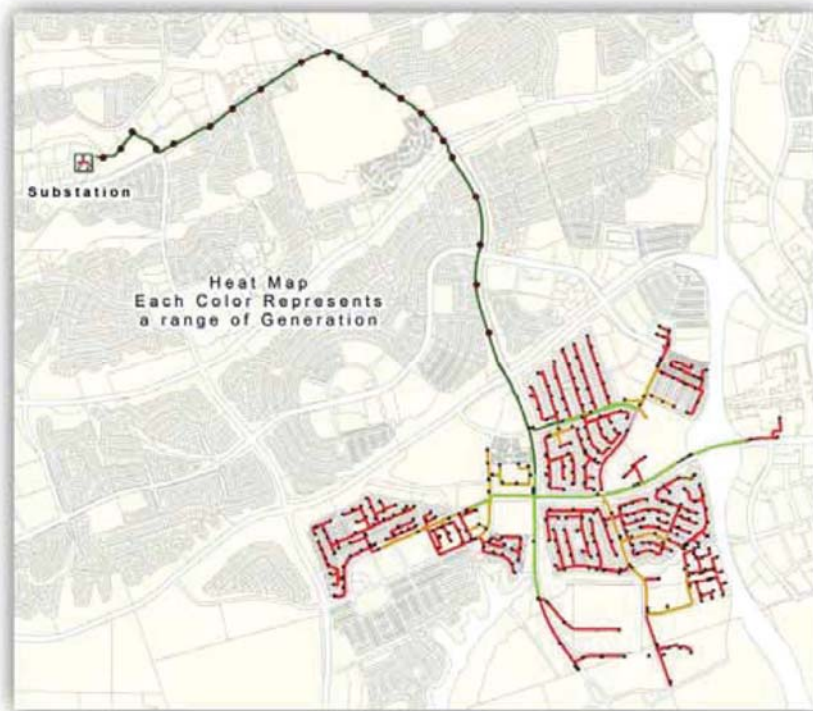 Substation
Heat Map
Each Color Represents
a range of Generation